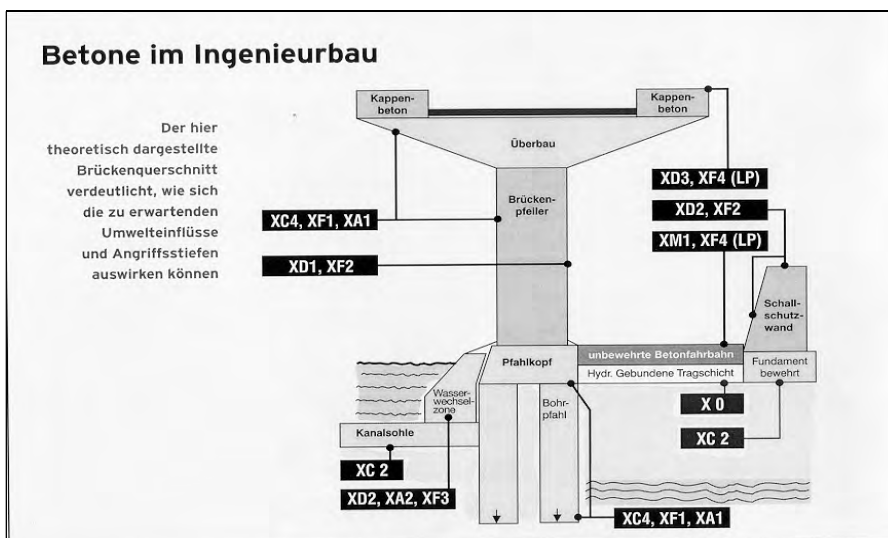 Betone im Ingenieurbau
Der hier
theoretisch dargestellte
Brückenquerschnitt
verdeutlicht, wie sich
die zu erwartenden
Umwelteinflüsse
und Angriffsstiefen
auswirken können
Kappen-
beton
Kappen-
beton
Überbau
XD3, XF4 (LP)
Brücken-
pfeiler
XD2, XF2
XC4, XF1, XA1
XM1, XF4 (LP)
XD1, XF2
Schall-
schutz-
wand
Pfahlkopf
unbewehrte Betonfahrbahn
Hydr. Gebundene Tragschicht
Fundament
bewehrt
Wasser-
wechsel-
zone
Bohr-
pfahl
X 0
Kanalsohle
XC 2
XC 2
XD2, XA2, XF3
XC4, XF1, XA1